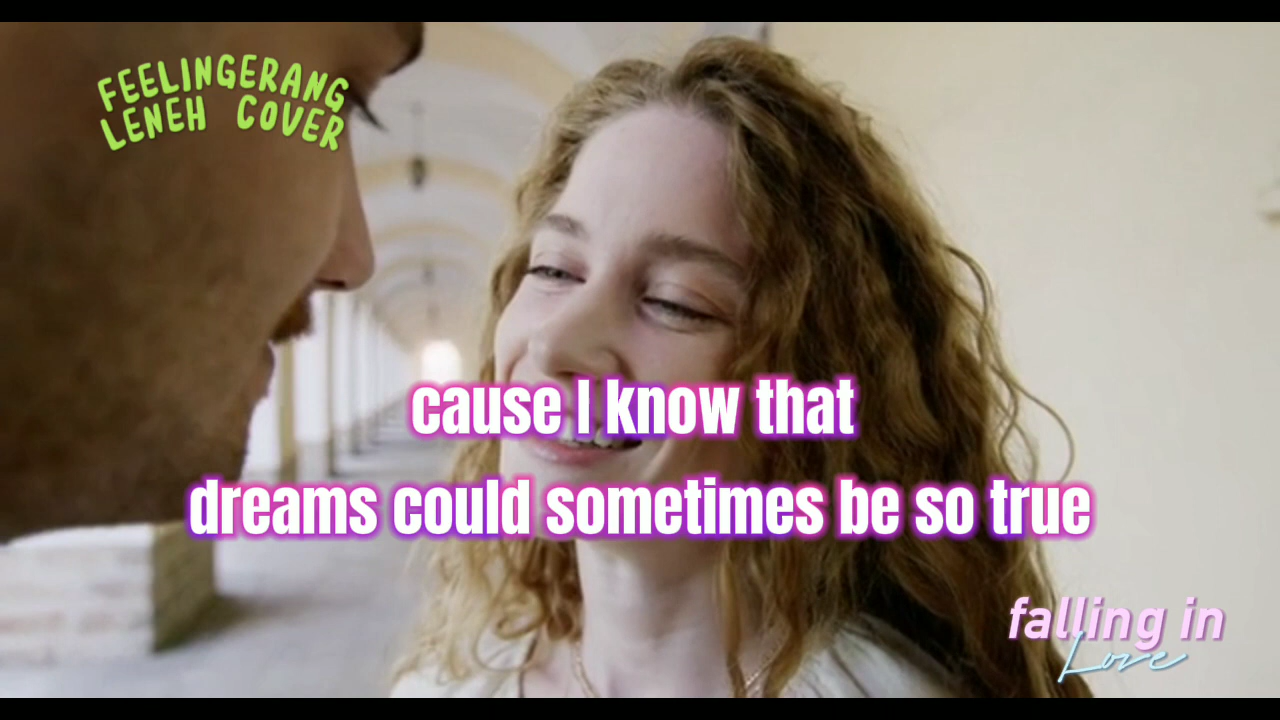 FEELINGERANG
LENEH COVER
cause I know that
dreams could sometimes be so true
falling in
Love